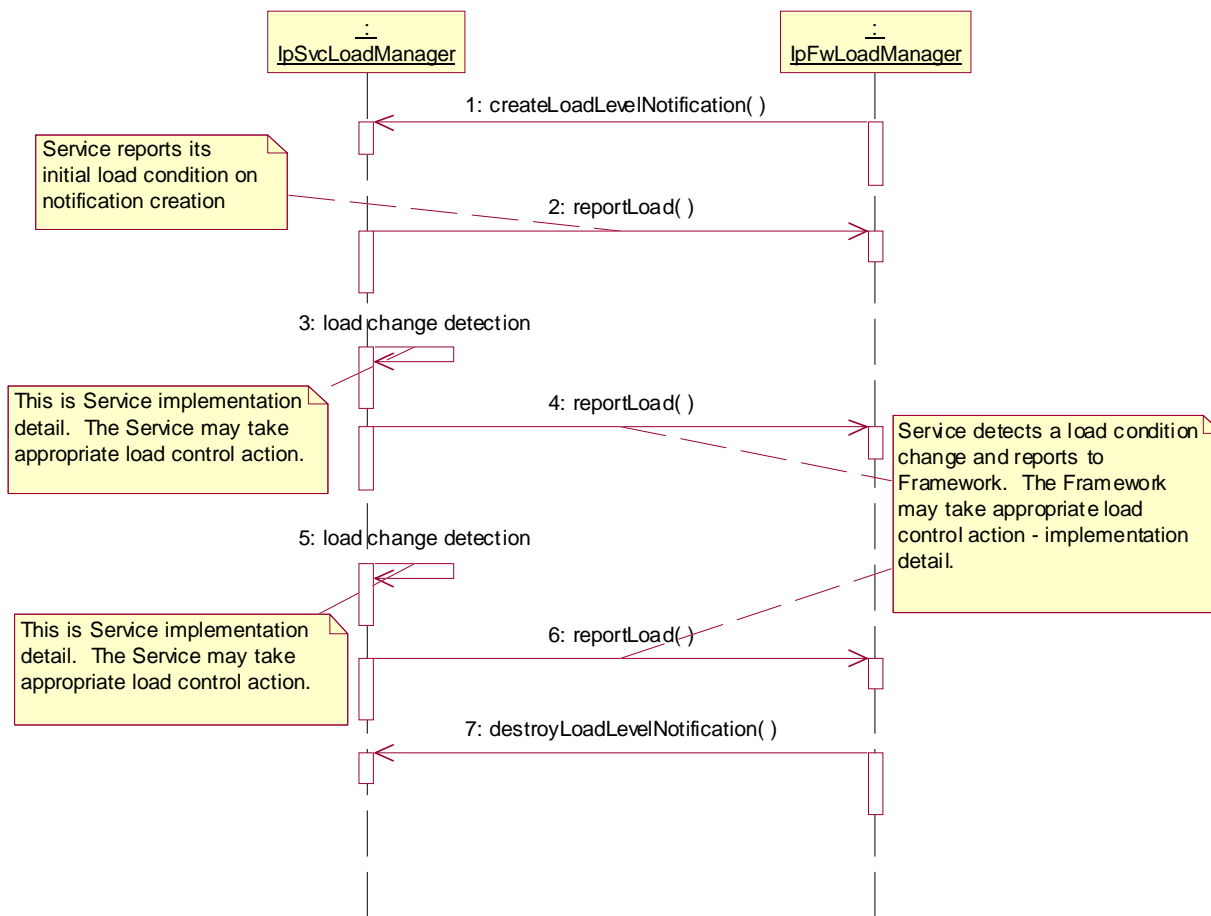 :
IpSvcLoadManager
:
IpFwLoadManager
1: createLoadLevelNotification( )
Service reports its
initial load condition on
notification creation
2: reportLoad( )
3: load change detection
This is Service implementation
detail.  The Service may take
appropriate load control action.
4: reportLoad( )
Service detects a load condition
change and reports to
Framework.  The Framework
may take appropriate load
control action - implementation
detail.
5: load change detection
This is Service implementation
detail.  The Service may take
appropriate load control action.
6: reportLoad( )
7: destroyLoadLevelNotification( )